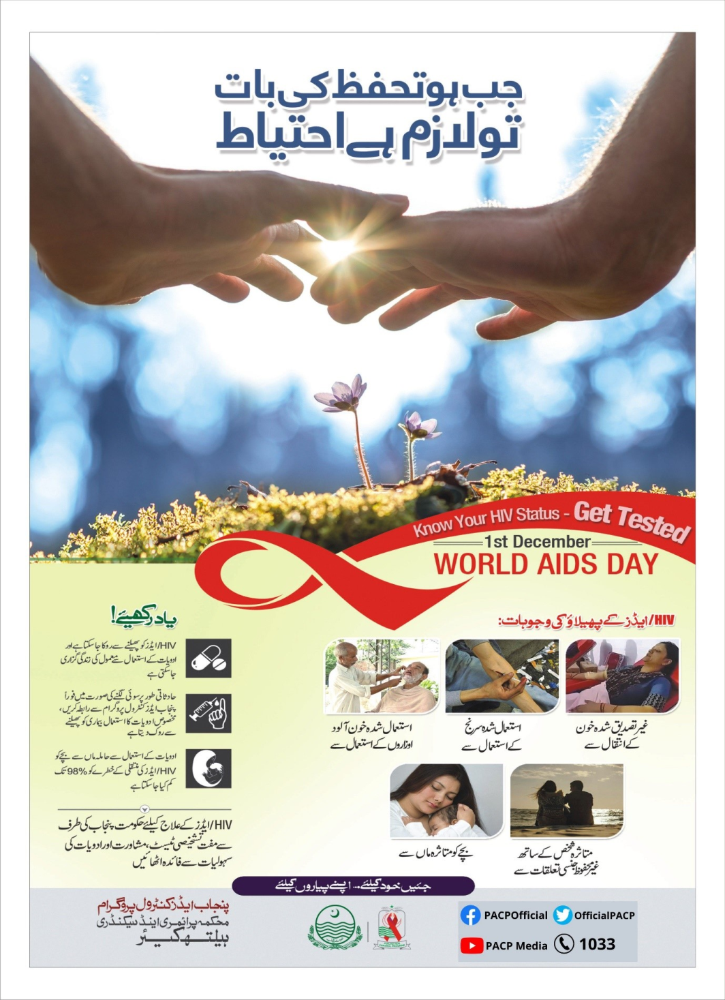 جب ہو تحفظ کی بات
تو لازم ہے احتیاط
Know Your HIV Status - Get Tested
1st December
WORLD AIDS DAY
HIV/ایڈز کے پھیلاؤ کی وجوہات:
غیر تصدیق شدہ خون
کے انتقال سے
استعمال شدہ سرنج
کے استعمال سے
استعمال شدہ خون آلود
اوزاروں کے استعمال سے
متاثرہ شخص کے ساتھ
غیر محفوظ جنسی تعلقات سے
بچے کو متاثرہ ماں سے
یاد رکھیئے!
HIV/ایڈز کو پھیلنے سے روکا جا سکتا ہے اور
ادویات کے استعمال سے معمول کی زندگی گزاری
جا سکتی ہے
حادثاتی طور پر سوئی لگنے کی صورت میں فوراً
پنجاب ایڈز کنٹرول پروگرام سے رابطہ کریں،
مخصوص ادویات کا استعمال بیماری کو پھیلنے
سے روک دیتا ہے
ادویات کے استعمال سے حاملہ ماں سے بچے کو
HIV/ایڈز کی منتقلی کے خطرے کو 98% تک
کم کیا جا سکتا ہے
HIV/ایڈز کے علاج کیلئے حکومت پنجاب کی طرف
سے مفت تشخیصی ٹیسٹ، مشاورت اور ادویات کی
سہولیات سے فائدہ اٹھائیں
جئیں خود کیلئے... اپنے پیاروں کیلئے
پنجاب ایڈز کنٹرول پروگرام
محکمہ پرائمری اینڈ سیکنڈری
ہیلتھ کیئر
PUNJAB AIDS
CONTROL PROGRAM
PACPOfficial
OfficialPACP
PACP Media
1033